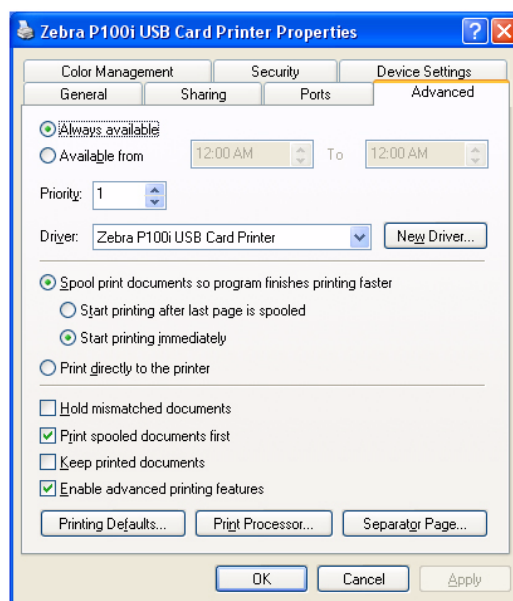 Zebra P100i USB Card Printer Properties
Color Management Security Device Settings
General Sharing Ports Advanced
Always available
Available from 12:00 AM To 12:00 AM
Priority: 1
Driver: Zebra P100i USB Card Printer New Driver...
Spool print documents so program finishes printing faster
Start printing after last page is spooled
Start printing immediately
Print directly to the printer
Hold mismatched documents
Print spooled documents first
Keep printed documents
Enable advanced printing features
Printing Defaults... Print Processor... Separator Page...
OK Cancel Apply